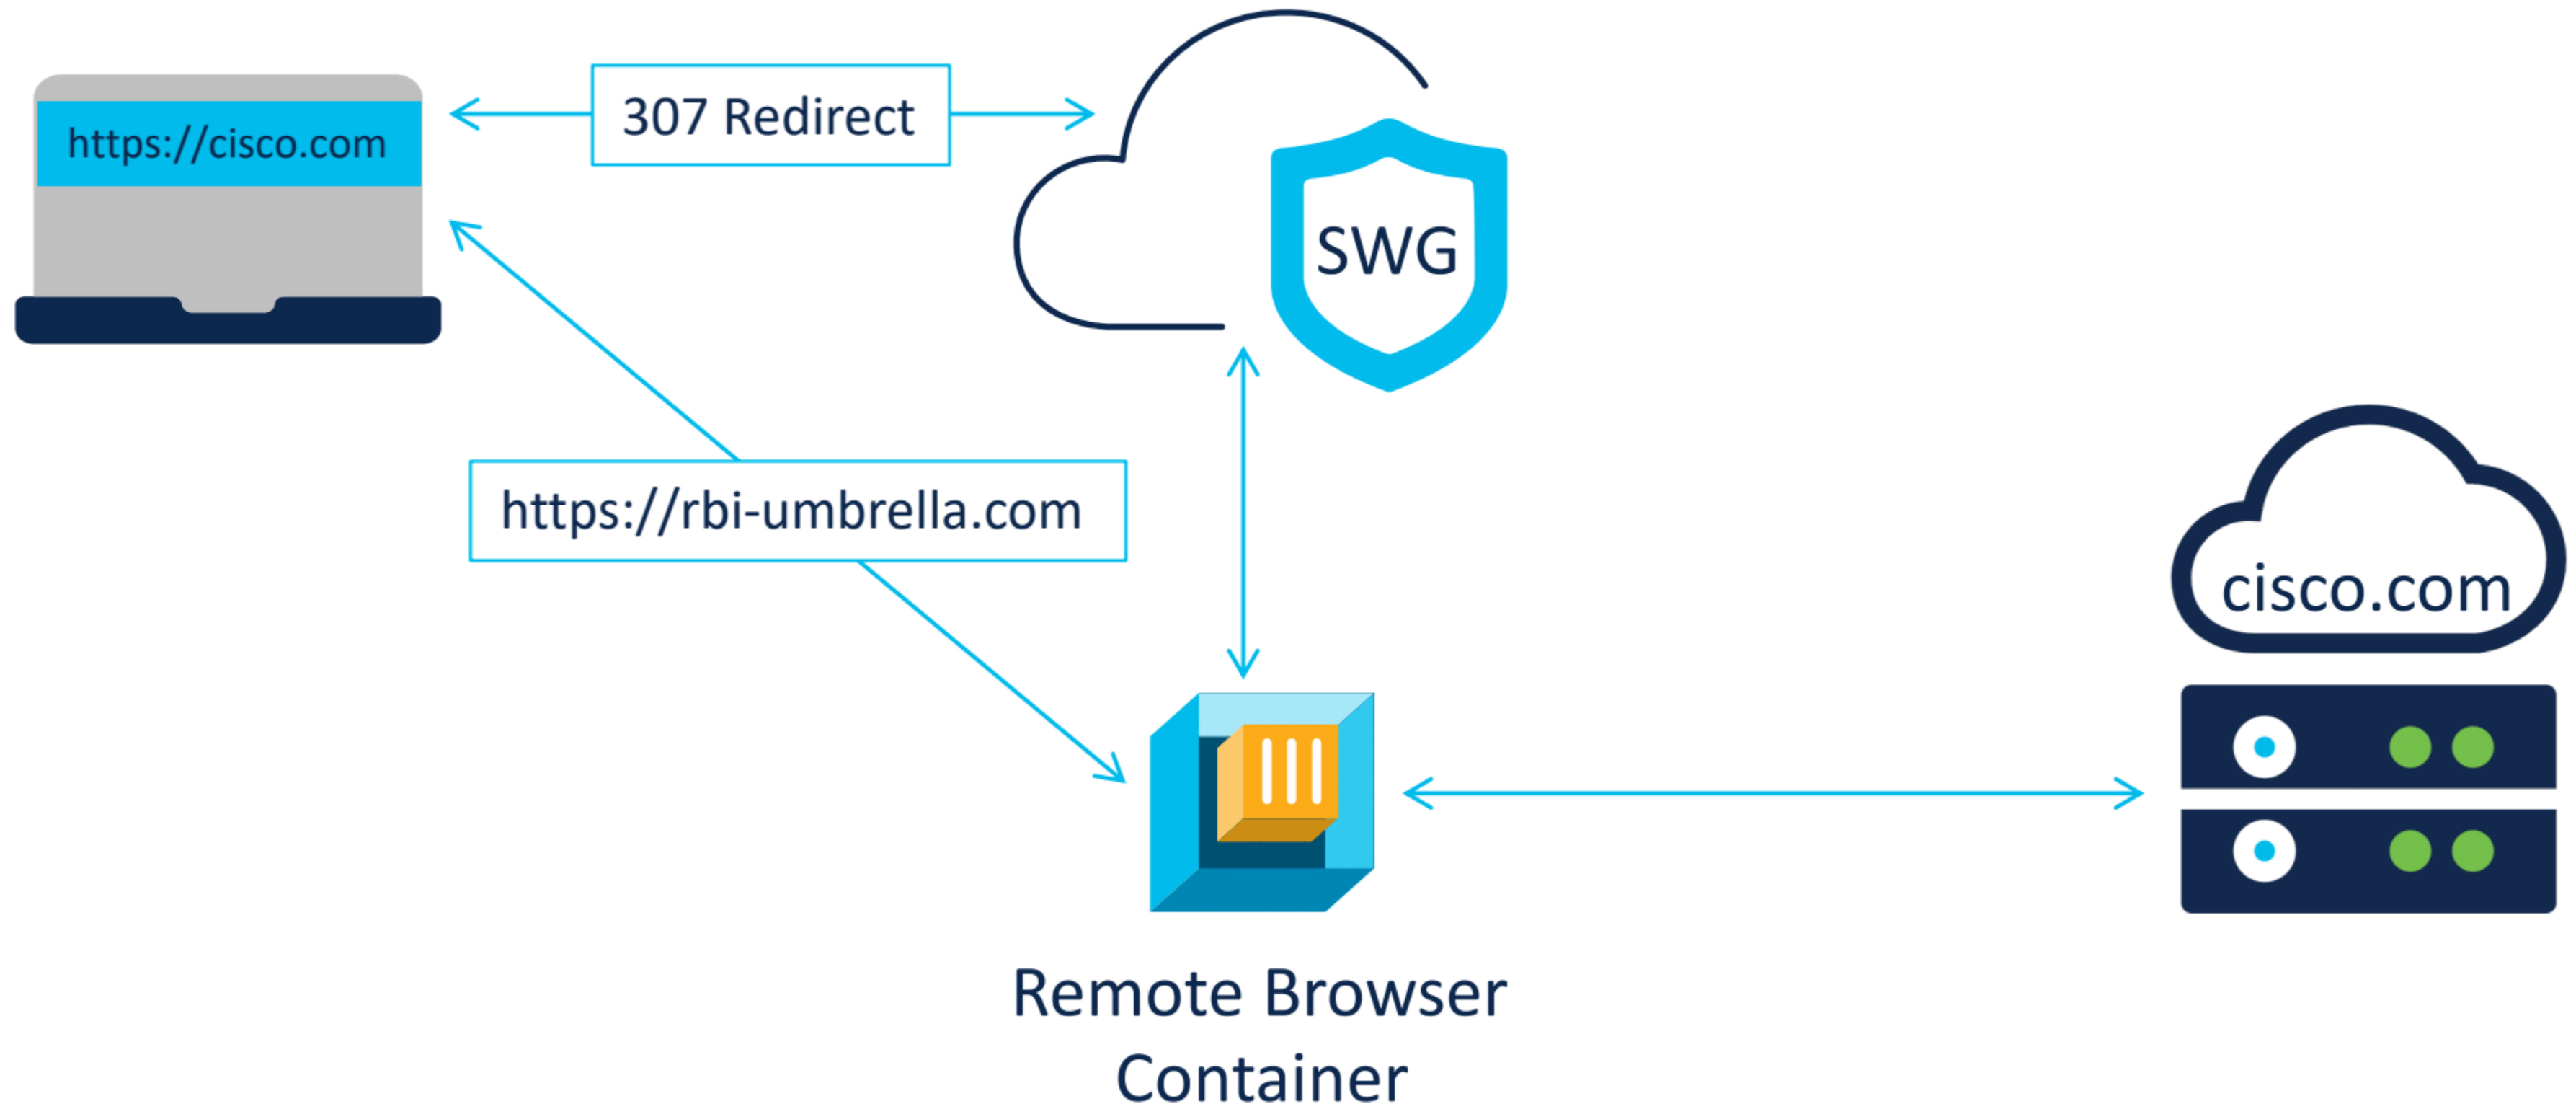 https://cisco.com
307 Redirect
SWG
https://rbi-umbrella.com
cisco.com
Remote Browser
Container